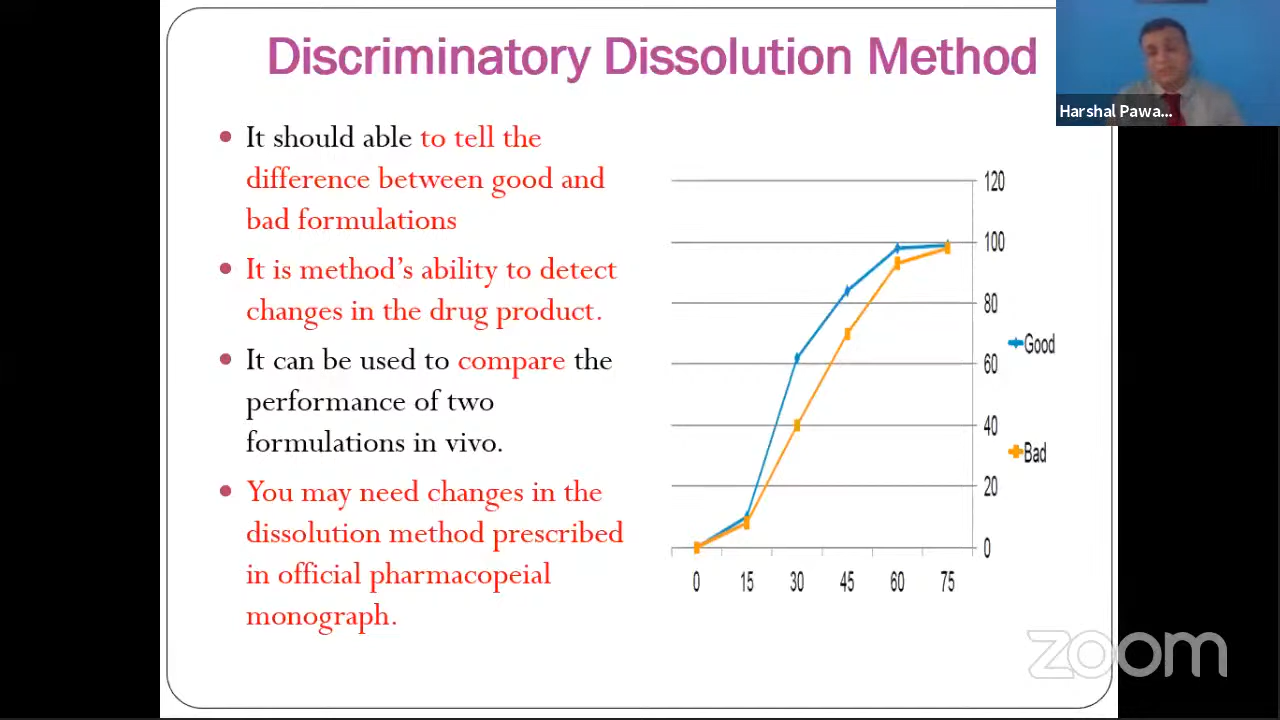 Discriminatory Dissolution Method
Harshal Pawa...
It should able to tell the
difference between good and
bad formulations
It is method's ability to detect
changes in the drug product.
It can be used to compare the
performance of two
formulations in vivo.
You may need changes in the
dissolution method prescribed
in official pharmacopeial
monograph.
120
100
80
60
40
20
0
0 15 30 45 60 75
Good
Bad
zoom